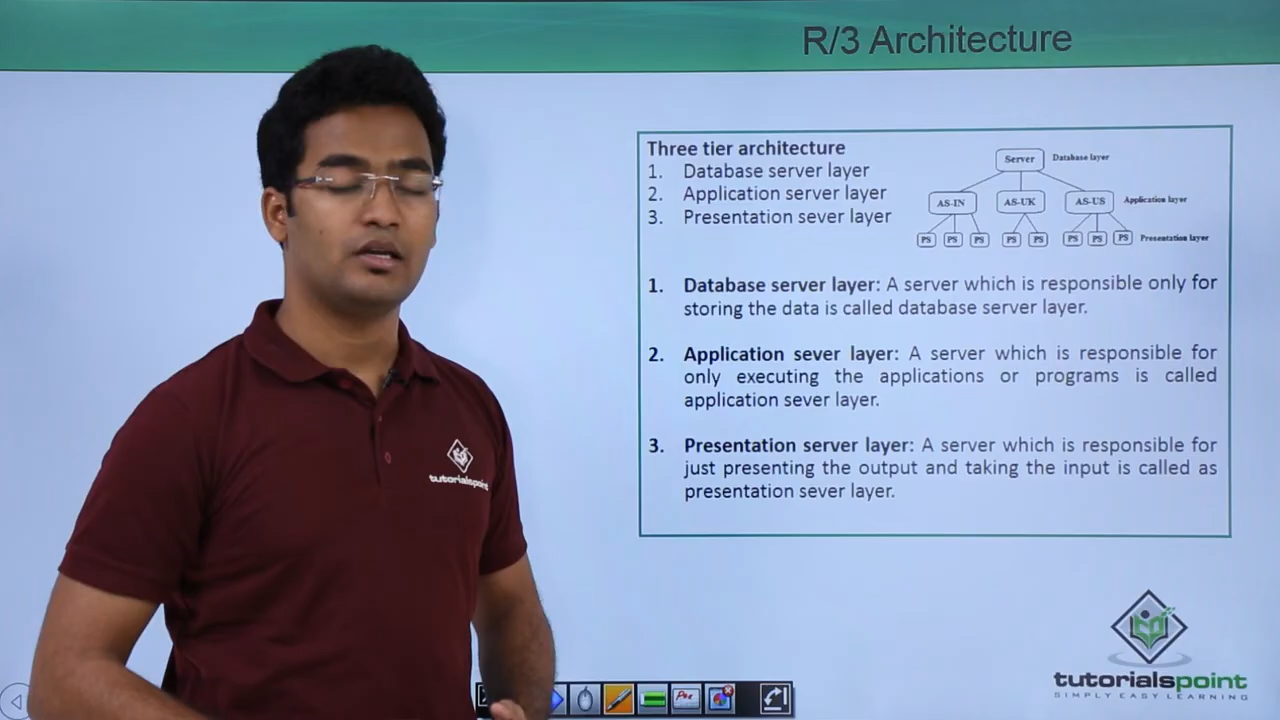 R/3 Architecture
Three tier architecture
1. Database server layer
2. Application server layer
3. Presentation sever layer
Server
Database layer
AS-IN
AS-UK
AS-US
Application layer
PS PS PS PS PS PS PS PS
Presentation layer
1. Database server layer: A server which is responsible only for
storing the data is called database server layer.
2. Application sever layer: A server which is responsible for
only executing the applications or programs is called
application sever layer.
3. Presentation server layer: A server which is responsible for
just presenting the output and taking the input is called as
presentation sever layer.
tutorialspoint
tutorialspoint
SIMPLY EASY LEARNING